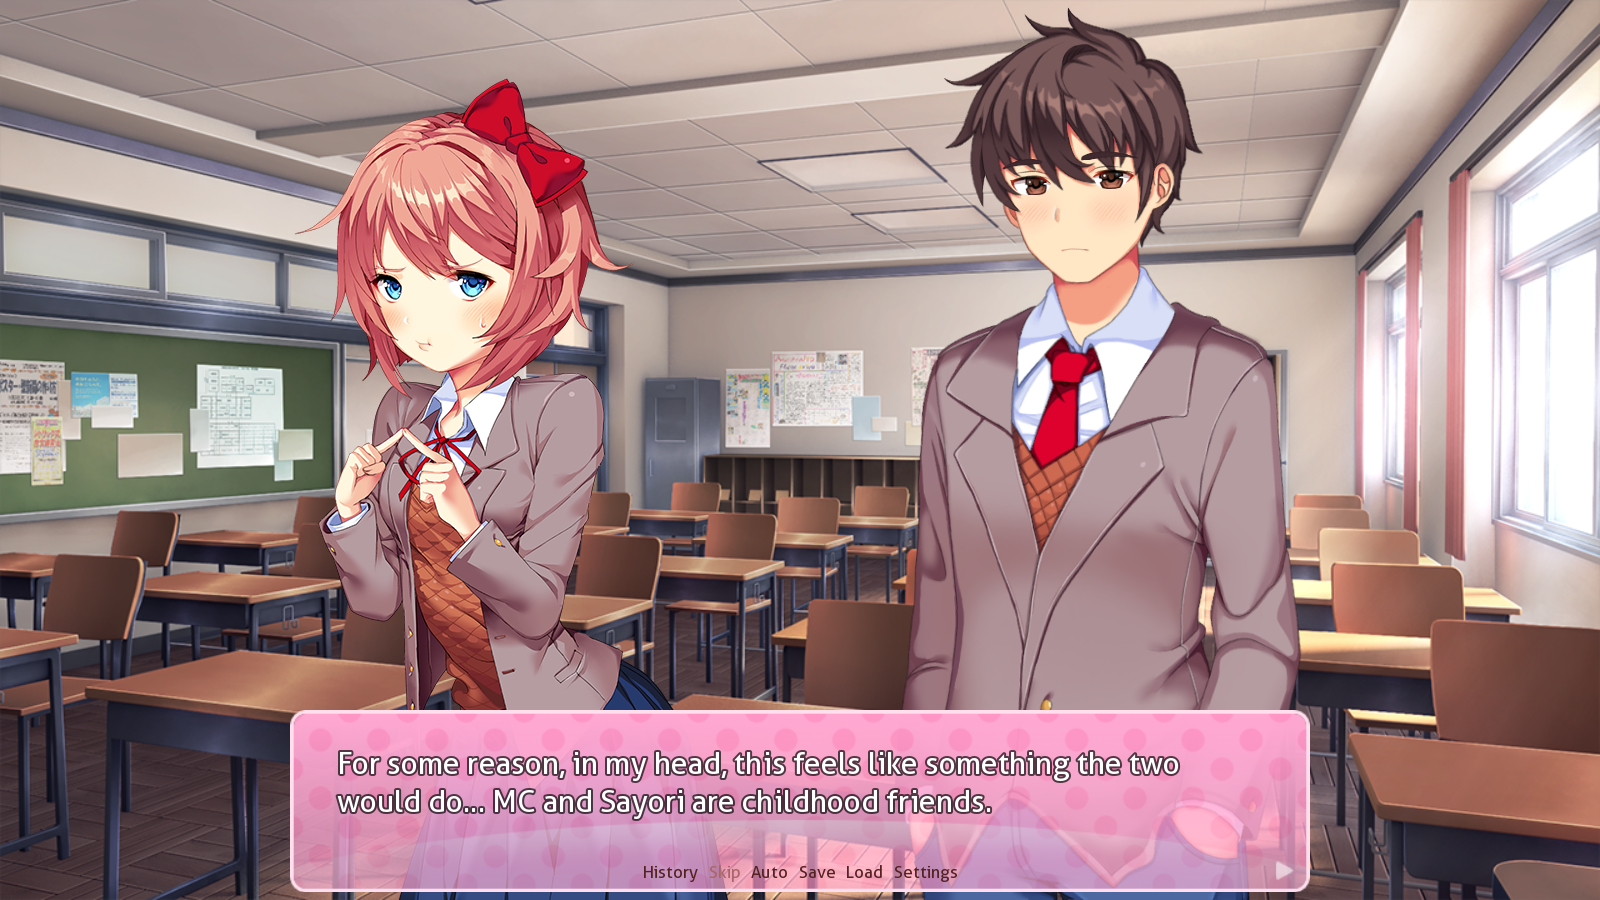 For some reason, in my head, this feels like something the two
would do... MC and Sayori are childhood friends.
History Skip Auto Save Load Settings